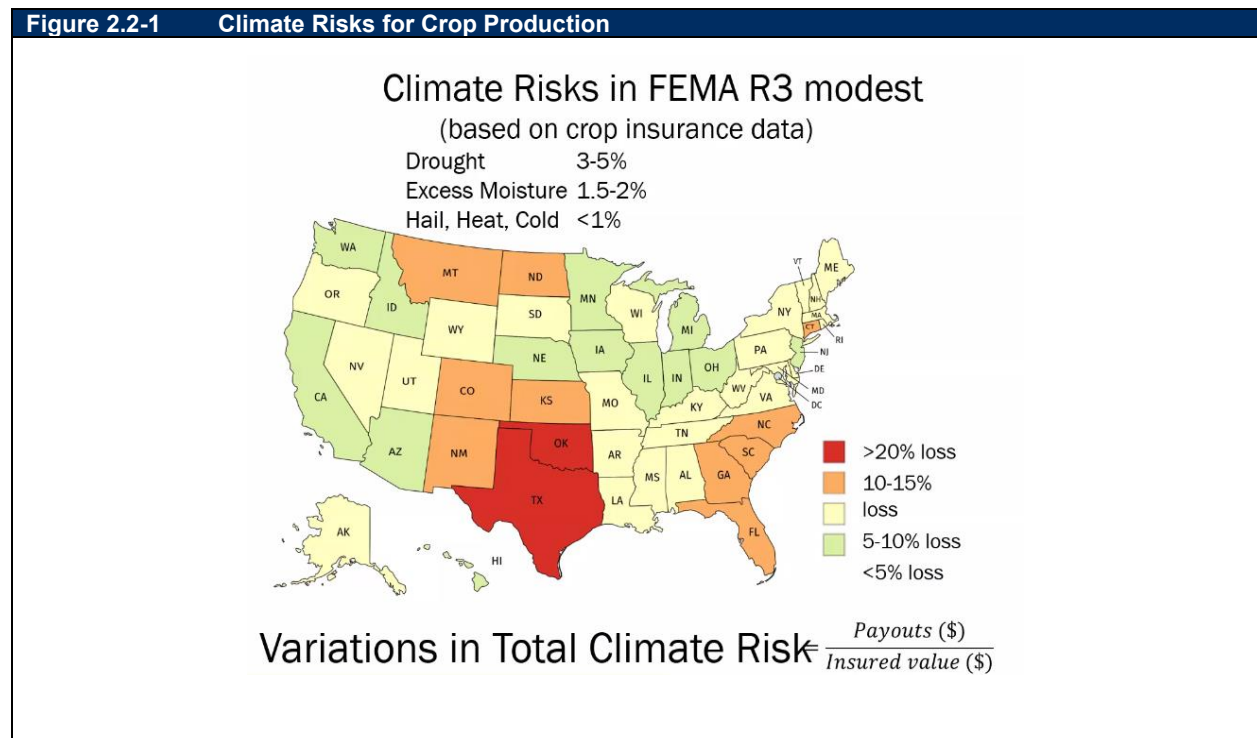 Figure 2.2-1 Climate Risks for Crop Production
Climate Risks in FEMA R3 modest
(based on crop insurance data)
Drought 3-5%
Excess Moisture 1.5-2%
Hail, Heat, Cold <1%
WA
MT
ND
MN
VT
ME
OR
ID
WY
SD
WI
MI
NY
NH
MA
CT
RI
NV
UT
CO
NE
IA
IL
IN
OH
PA
NJ
DE
MD
DC
CA
AZ
NM
KS
MO
KY
WV
VA
OK
AR
TN
NC
SC
TX
LA
MS
AL
GA
FL
AK
HI
>20% loss
10-15%
loss
5-10% loss
<5% loss
Variations in Total Climate Risk = Payouts ($)
Insured value ($)